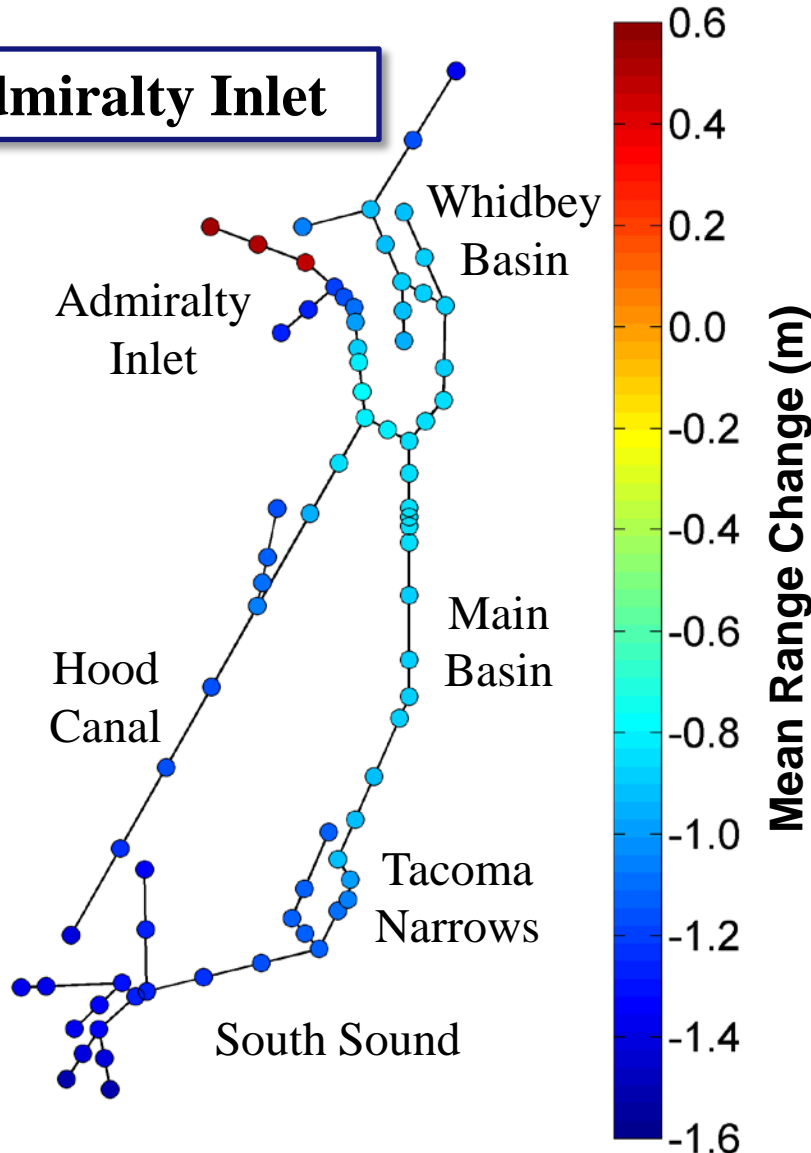 dmiralty Inlet
Whidbey
Basin
Admiralty
Inlet
Main
Basin
Hood
Canal
Tacoma
Narrows
South Sound
0.6
0.4
0.2
0.0
-0.2
-0.4
-0.6
-0.8
-1.0
-1.2
-1.4
-1.6
Mean Range Change (m)